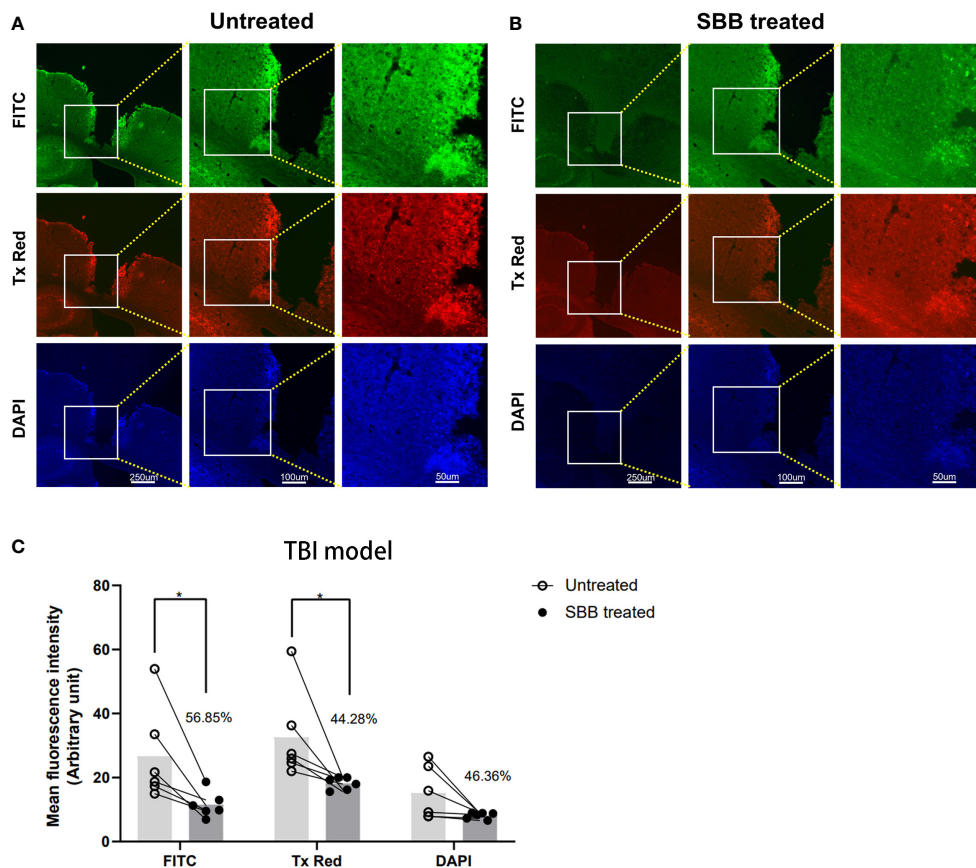 A
Untreated
FITC
Tx Red
DAPI
250um
100um
50um
B
SBB treated
FITC
Tx Red
DAPI
250um
100um
50um
C
TBI model
Mean fluorescence intensity
(Arbitrary unit)
80
60
40
20
0
*
56.85%
*
44.28%
46.36%
FITC
Tx Red
DAPI
Untreated
SBB treated